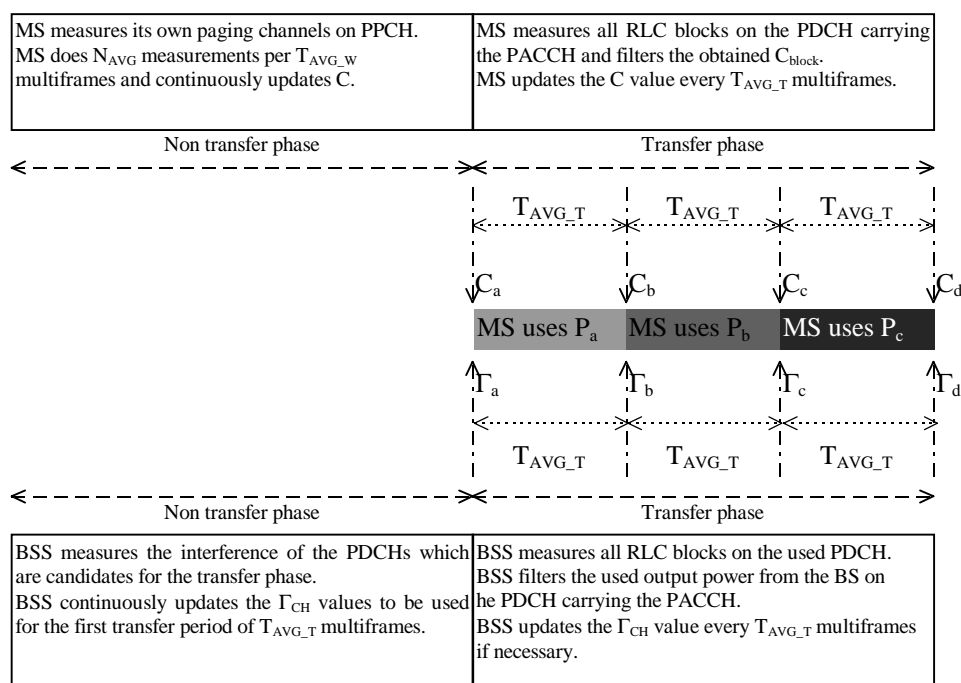 MS measures its own paging channels on PPCH.
MS does N_AVG measurements per T_AVG_W
multiframes and continuously updates C.
MS measures all RLC blocks on the PDCH carrying
the PACCH and filters the obtained C_block.
MS updates the C value every T_AVG_T multiframes.
Non transfer phase
Transfer phase
T_AVG_T
T_AVG_T
T_AVG_T
C_a
C_b
C_c
C_d
MS uses P_a
MS uses P_b
MS uses P_c
Γ_a
Γ_b
Γ_c
Γ_d
T_AVG_T
T_AVG_T
T_AVG_T
Non transfer phase
Transfer phase
BSS measures the interference of the PDCHs which
are candidates for the transfer phase.
BSS continuously updates the Γ_CH values to be used
for the first transfer period of T_AVG_T multiframes.
BSS measures all RLC blocks on the used PDCH.
BSS filters the used output power from the BS on
he PDCH carrying the PACCH.
BSS updates the Γ_CH value every T_AVG_T multiframes
if necessary.